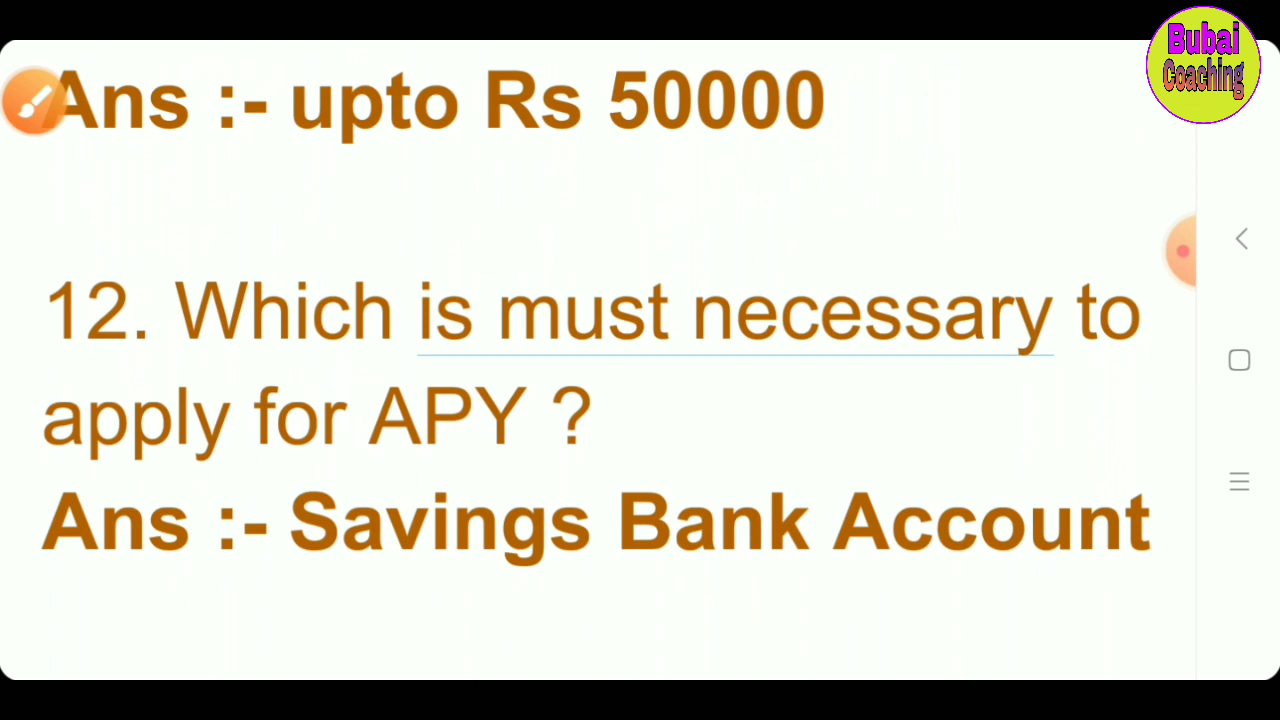 Bubai
Coaching
Ans :- upto Rs 50000
12. Which is must necessary to
apply for APY ?
Ans :- Savings Bank Account